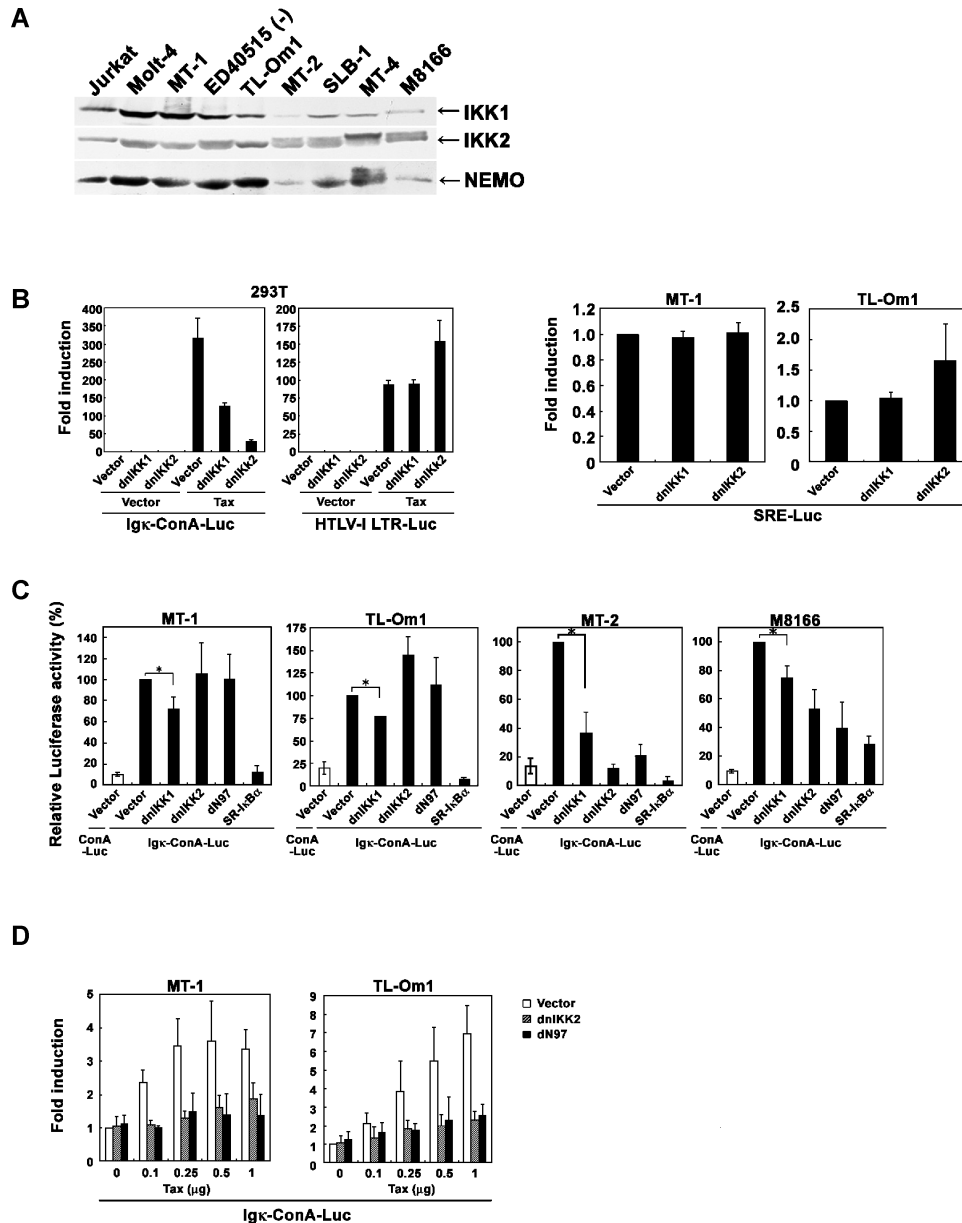 A
Jurkat
Molt-4
MT-1
ED40515 (-)
TL-Om1
MT-2
SLB-1
MT-4
M8166
←IKK1
←IKK2
←NEMO
B
293T
Fold induction
400
350
300
250
200
150
100
50
0
Vector
dnIKK1
dnIKK2
Vector
dnIKK1
dnIKK2
Vector
Tax
Igκ-ConA-Luc
200
175
150
125
100
75
50
25
0
Vector
dnIKK1
dnIKK2
Vector
dnIKK1
dnIKK2
Vector
Tax
HTLV-I LTR-Luc
MT-1
Fold induction
1.2
1.0
0.8
0.6
0.4
0.2
0.0
Vector
dnIKK1
dnIKK2
TL-Om1
2.5
2.0
1.5
1.0
0.5
0
Vector
dnIKK1
dnIKK2
SRE-Luc
C
Relative Luciferase activity (%)
MT-1
140
120
100
80
60
40
20
0
*
Vector
Vector
dnIKK1
dnIKK2
dN97
SR-IκBα
ConA
-Luc
Igκ-ConA-Luc
TL-Om1
175
150
125
100
75
50
25
0
*
Vector
Vector
dnIKK1
dnIKK2
dN97
SR-IκBα
ConA
-Luc
Igκ-ConA-Luc
MT-2
100
80
60
40
20
0
*
Vector
Vector
dnIKK1
dnIKK2
dN97
SR-IκBα
ConA
-Luc
Igκ-ConA-Luc
M8166
100
80
60
40
20
0
*
Vector
Vector
dnIKK1
dnIKK2
dN97
SR-IκBα
ConA
-Luc
Igκ-ConA-Luc
D
Fold induction
MT-1
5
4
3
2
1
0
0 0.1 0.25 0.5 1
Tax (μg)
TL-Om1
9
8
7
6
5
4
3
2
1
0
0 0.1 0.25 0.5 1
Tax (μg)
Vector
dnIKK2
dN97
Igκ-ConA-Luc